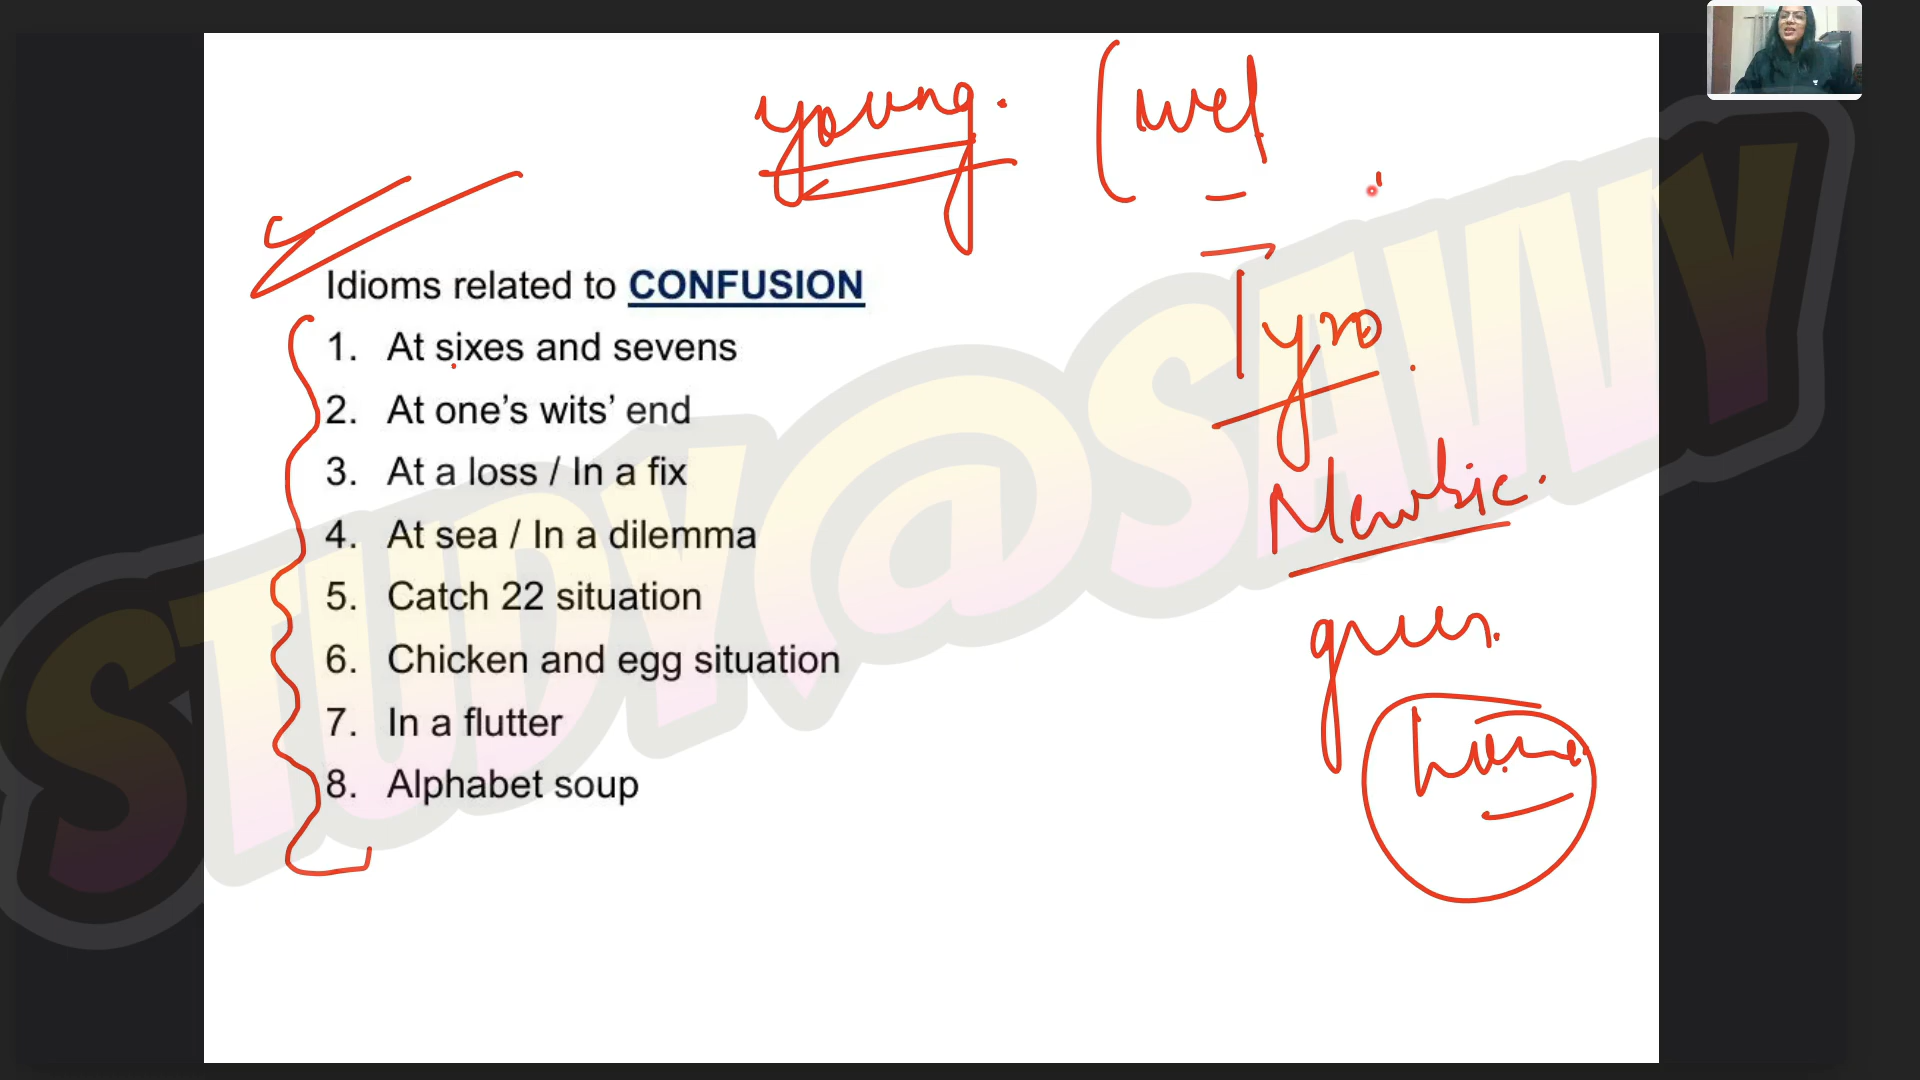 young. (wet
Idioms related to CONFUSION
1. At sixes and sevens
2. At one's wits' end
3. At a loss / In a fix
4. At sea / In a dilemma
5. Catch 22 situation
6. Chicken and egg situation
7. In a flutter
8. Alphabet soup
Tyro.
Newbie.
green.
STUDY@SAVVY